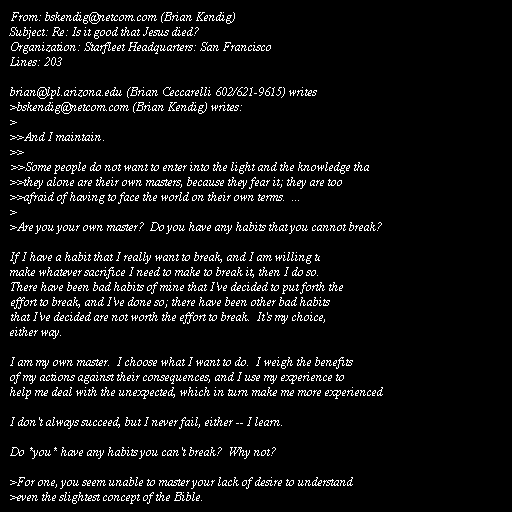 From: bskendig@netcom.com (Brian Kendig)
Subject: Re: Is it good that Jesus died?
Organization: Starfleet Headquarters: San Francisco
Lines: 203

brian@lpl.arizona.edu (Brian Ceccarelli 602/621-9615) writes
>bskendig@netcom.com (Brian Kendig) writes:
>
>>And I maintain.
>>
>>Some people do not want to enter into the light and the knowledge tha
>>they alone are their own masters, because they fear it; they are too
>>afraid of having to face the world on their own terms.  ...
>
>Are you your own master?  Do you have any habits that you cannot break?

If I have a habit that I really want to break, and I am willing u
make whatever sacrifice I need to make to break it, then I do so.
There have been bad habits of mine that I've decided to put forth the
effort to break, and I've done so; there have been other bad habits
that I've decided are not worth the effort to break.  It's my choice,
either way.

I am my own master.  I choose what I want to do.  I weigh the benefits
of my actions against their consequences, and I use my experience to
help me deal with the unexpected, which in turn make me more experienced

I don't always succeed, but I never fail, either -- I learn.

Do *you* have any habits you can't break?  Why not?

>For one, you seem unable to master your lack of desire to understand
>even the slightest concept of the Bible.